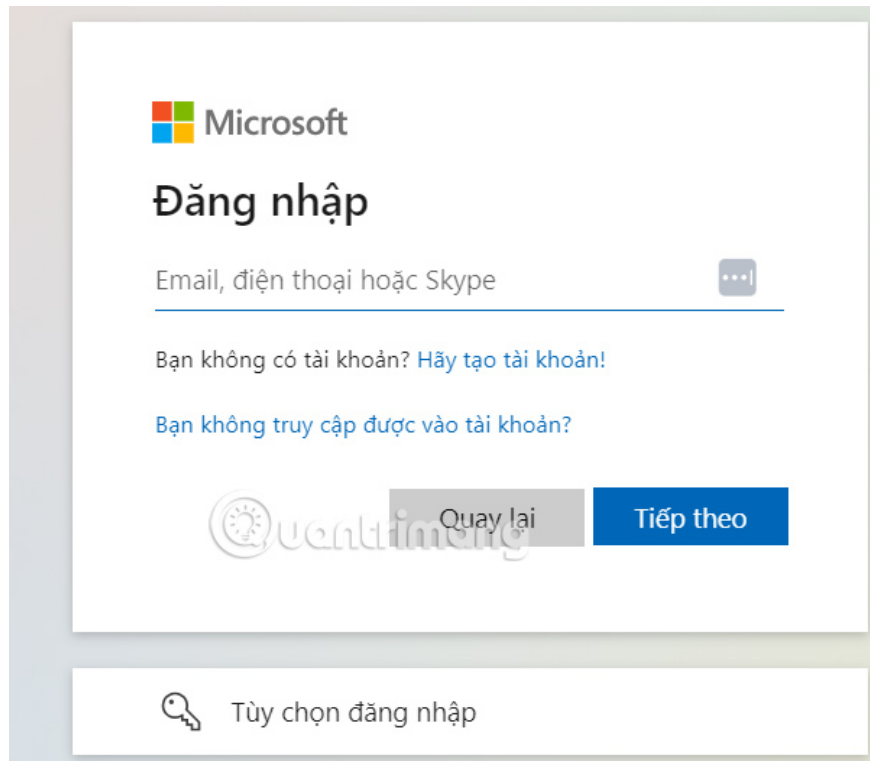 Microsoft
Đăng nhập
Email, điện thoại hoặc Skype
Bạn không có tài khoản? Hãy tạo tài khoản!
Bạn không truy cập được vào tài khoản?
Quay lại
Tiếp theo
Quantrimang
Tùy chọn đăng nhập